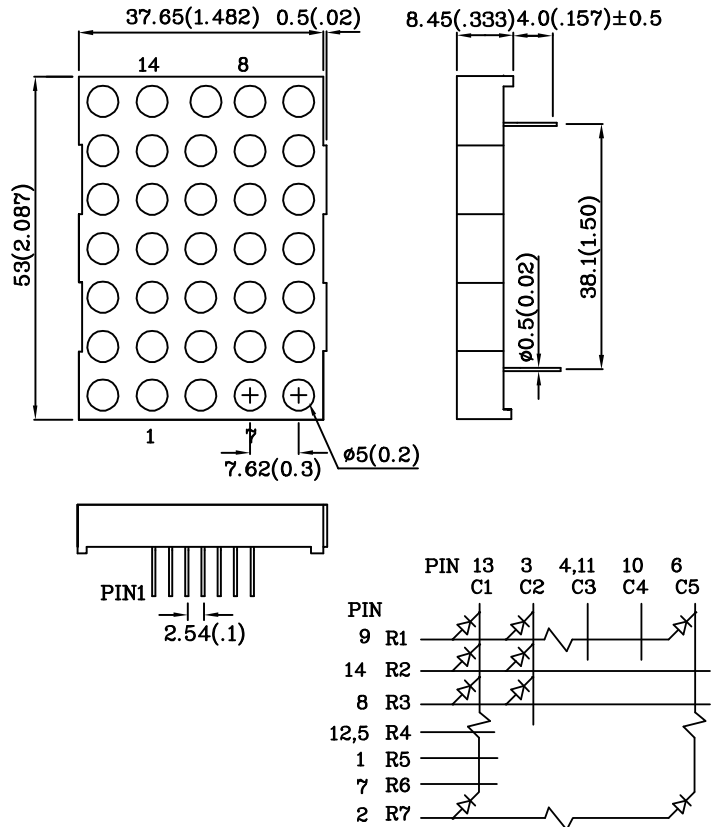 37.65(1.482) 0.5(.02) 8.45(.333) 4.0(.157)±0.5
14 8
53(2.087)
38.1(1.50)
ø0.5(0.02)
1 7
7.62(0.3) ø5(0.2)
PIN1
2.54(.1)
PIN 13 3 4,11 10 6
C1 C2 C3 C4 C5
PIN
9 R1
14 R2
8 R3
12,5 R4
1 R5
7 R6
2 R7